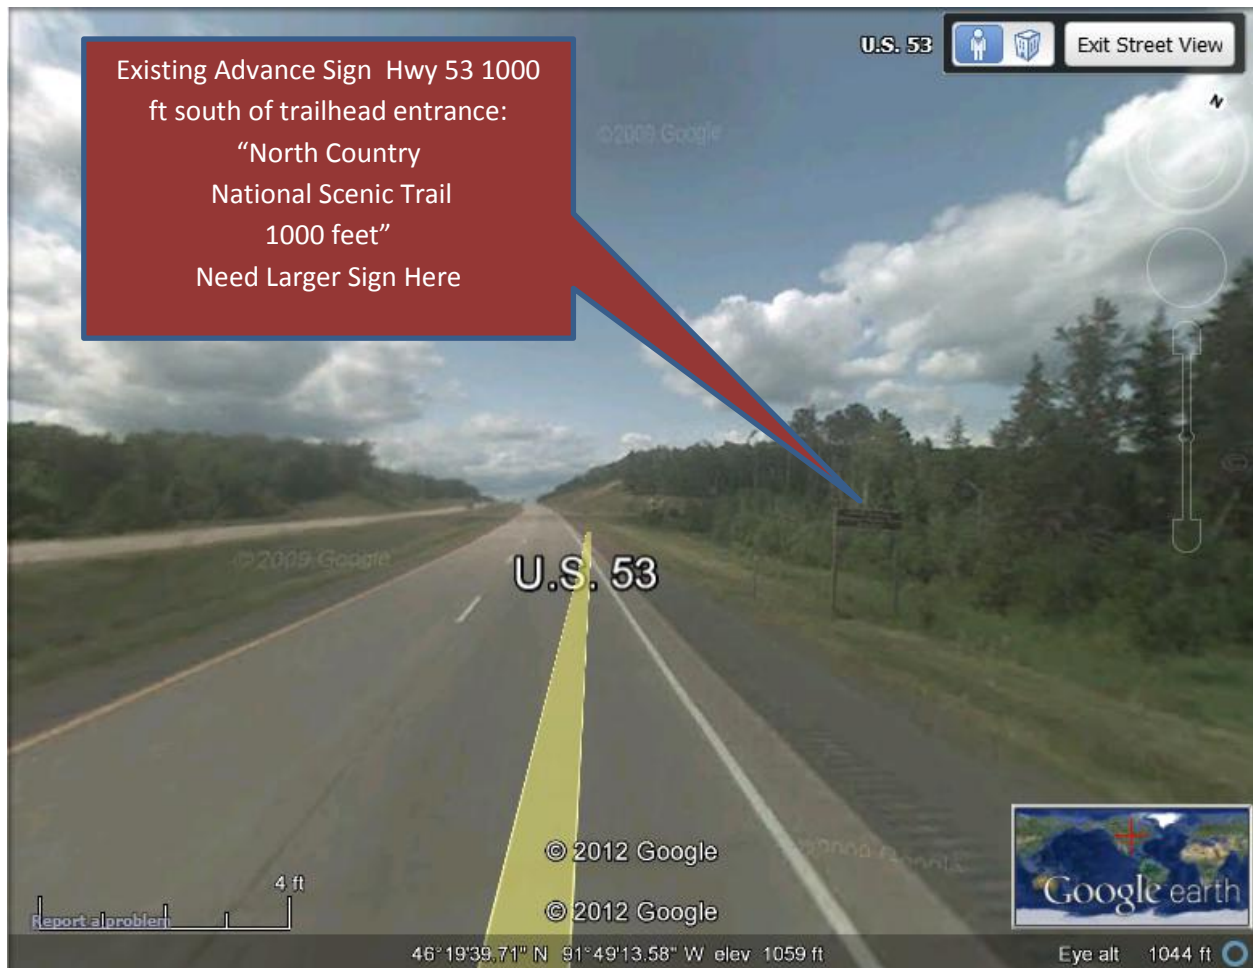 U.S. 53
Exit Street View
Existing Advance Sign Hwy 53 1000
ft south of trailhead entrance:
“North Country
National Scenic Trail
1000 feet”
Need Larger Sign Here
N
©2009 Google
©2009 Google
U.S. 53
© 2012 Google
4 ft
Report a problem
© 2012 Google
Google earth
46°19'39.71" N 91°49'13.58" W elev 1059 ft
Eye alt 1044 ft